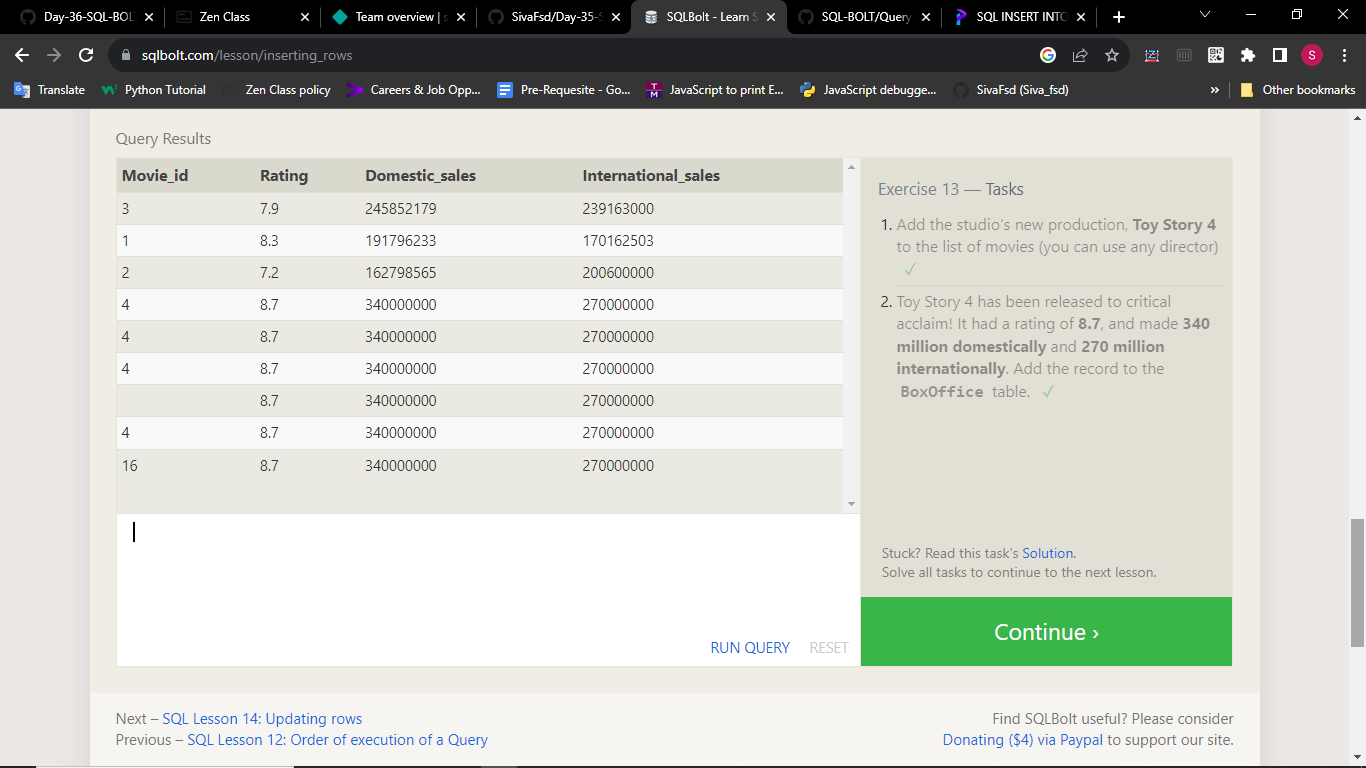 Day-36-SQL-BOL
Zen Class
Team overview | s
SivaFsd/Day-35-S
SQLBolt - Learn S
SQL-BOLT/Query
SQL INSERT INTO
sqlbolt.com/lesson/inserting_rows
S
Translate
Python Tutorial
Zen Class policy
Careers & Job Opp...
Pre-Requesite - Go...
JavaScript to print E...
JavaScript debugge...
SivaFsd (Siva_fsd)
»
Other bookmarks
Query Results
Movie_id Rating Domestic_sales International_sales
3 7.9 245852179 239163000
1 8.3 191796233 170162503
2 7.2 162798565 200600000
4 8.7 340000000 270000000
4 8.7 340000000 270000000
4 8.7 340000000 270000000
8.7 340000000 270000000
4 8.7 340000000 270000000
16 8.7 340000000 270000000
RUN QUERY RESET
Exercise 13 — Tasks
1. Add the studio's new production, Toy Story 4
to the list of movies (you can use any director)
✓
2. Toy Story 4 has been released to critical
acclaim! It had a rating of 8.7, and made 340
million domestically and 270 million
internationally. Add the record to the
BoxOffice table. ✓
Stuck? Read this task's Solution.
Solve all tasks to continue to the next lesson.
Continue ›
Next – SQL Lesson 14: Updating rows
Previous – SQL Lesson 12: Order of execution of a Query
Find SQLBolt useful? Please consider
Donating ($4) via Paypal to support our site.